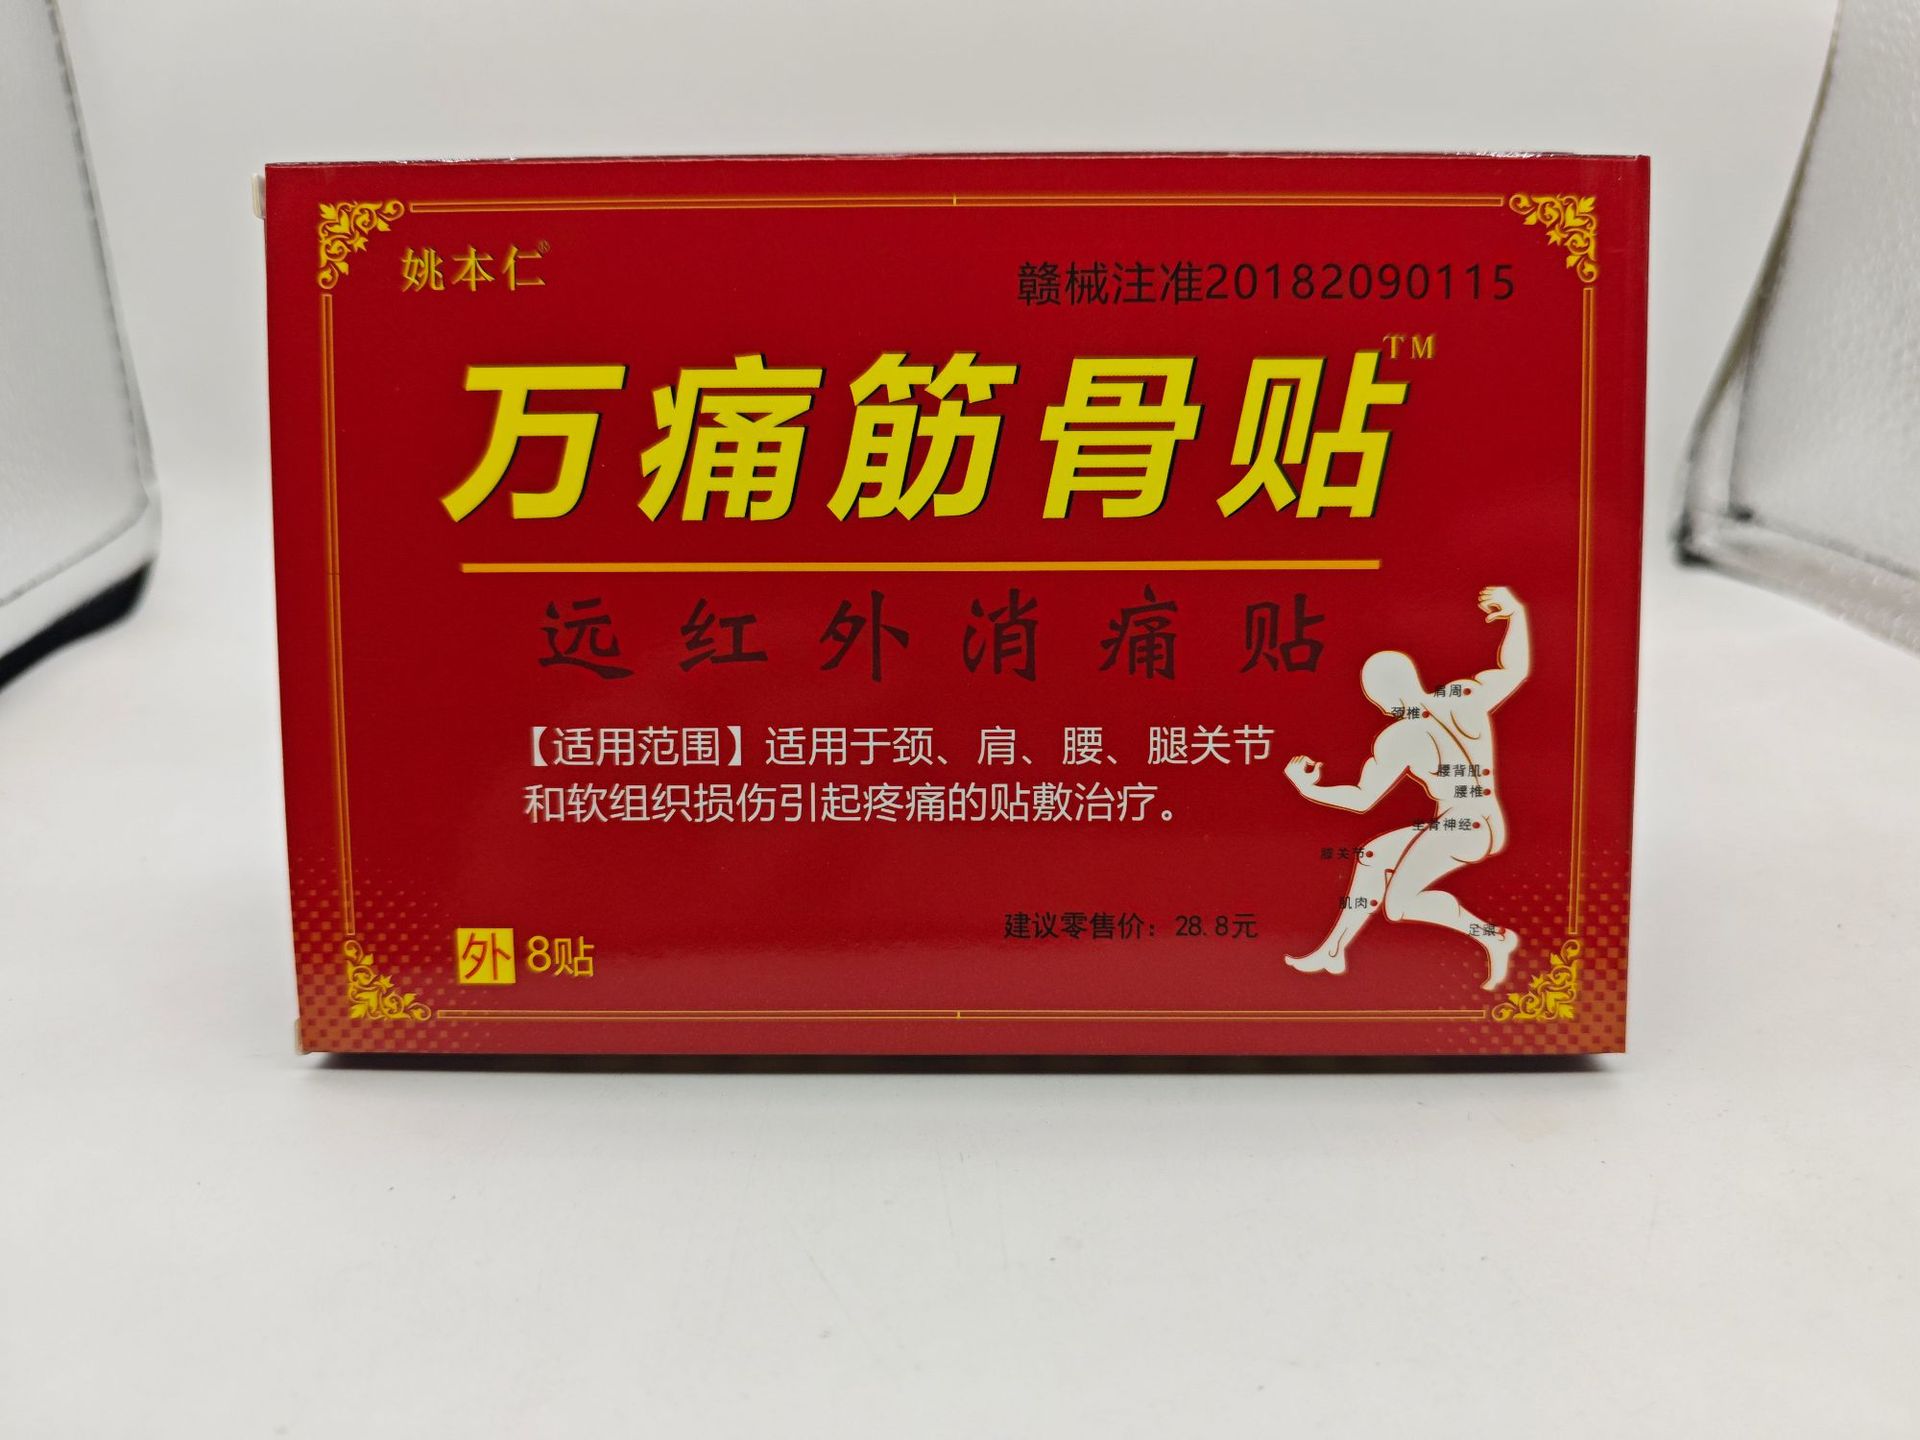 姚本仁®
赣械注准20182090115
万痛筋骨贴TM
远红外消痛贴
【适用范围】适用于颈、肩、腰、腿关节
和软组织损伤引起疼痛的贴敷治疗。
肩周
颈椎
腰背肌
腰椎
坐骨神经
膝关节
肌肉
足跟
建议零售价：28.8元
外 8贴